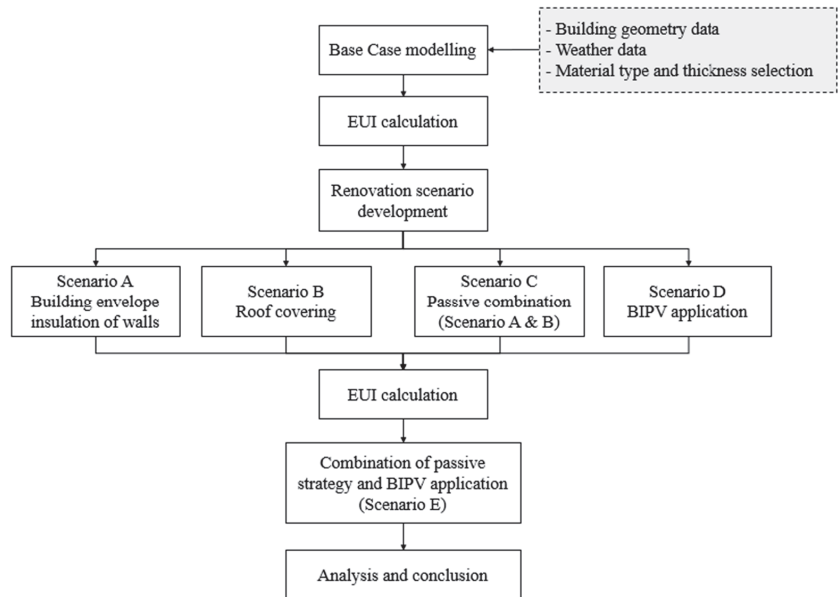 Base Case modelling
- Building geometry data
- Weather data
- Material type and thickness selection
EUI calculation
Renovation scenario
development
Scenario A
Building envelope
insulation of walls
Scenario B
Roof covering
Scenario C
Passive combination
(Scenario A & B)
Scenario D
BIPV application
EUI calculation
Combination of passive
strategy and BIPV application
(Scenario E)
Analysis and conclusion